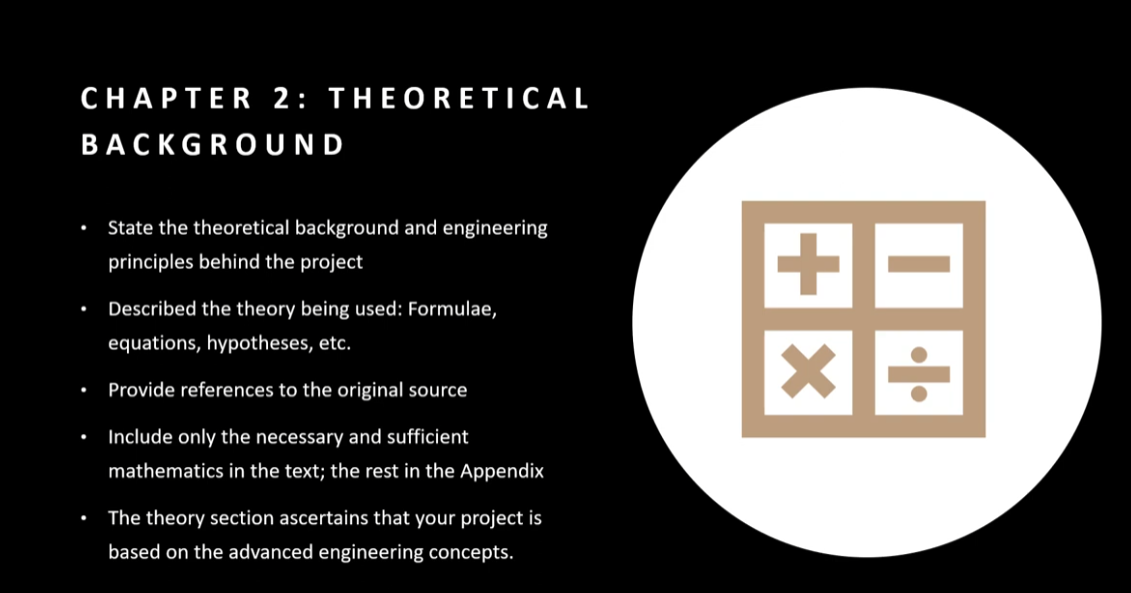 CHAPTER 2: THEORETICAL
BACKGROUND
• State the theoretical background and engineering
principles behind the project
• Described the theory being used: Formulae,
equations, hypotheses, etc.
• Provide references to the original source
• Include only the necessary and sufficient
mathematics in the text; the rest in the Appendix
• The theory section ascertains that your project is
based on the advanced engineering concepts.